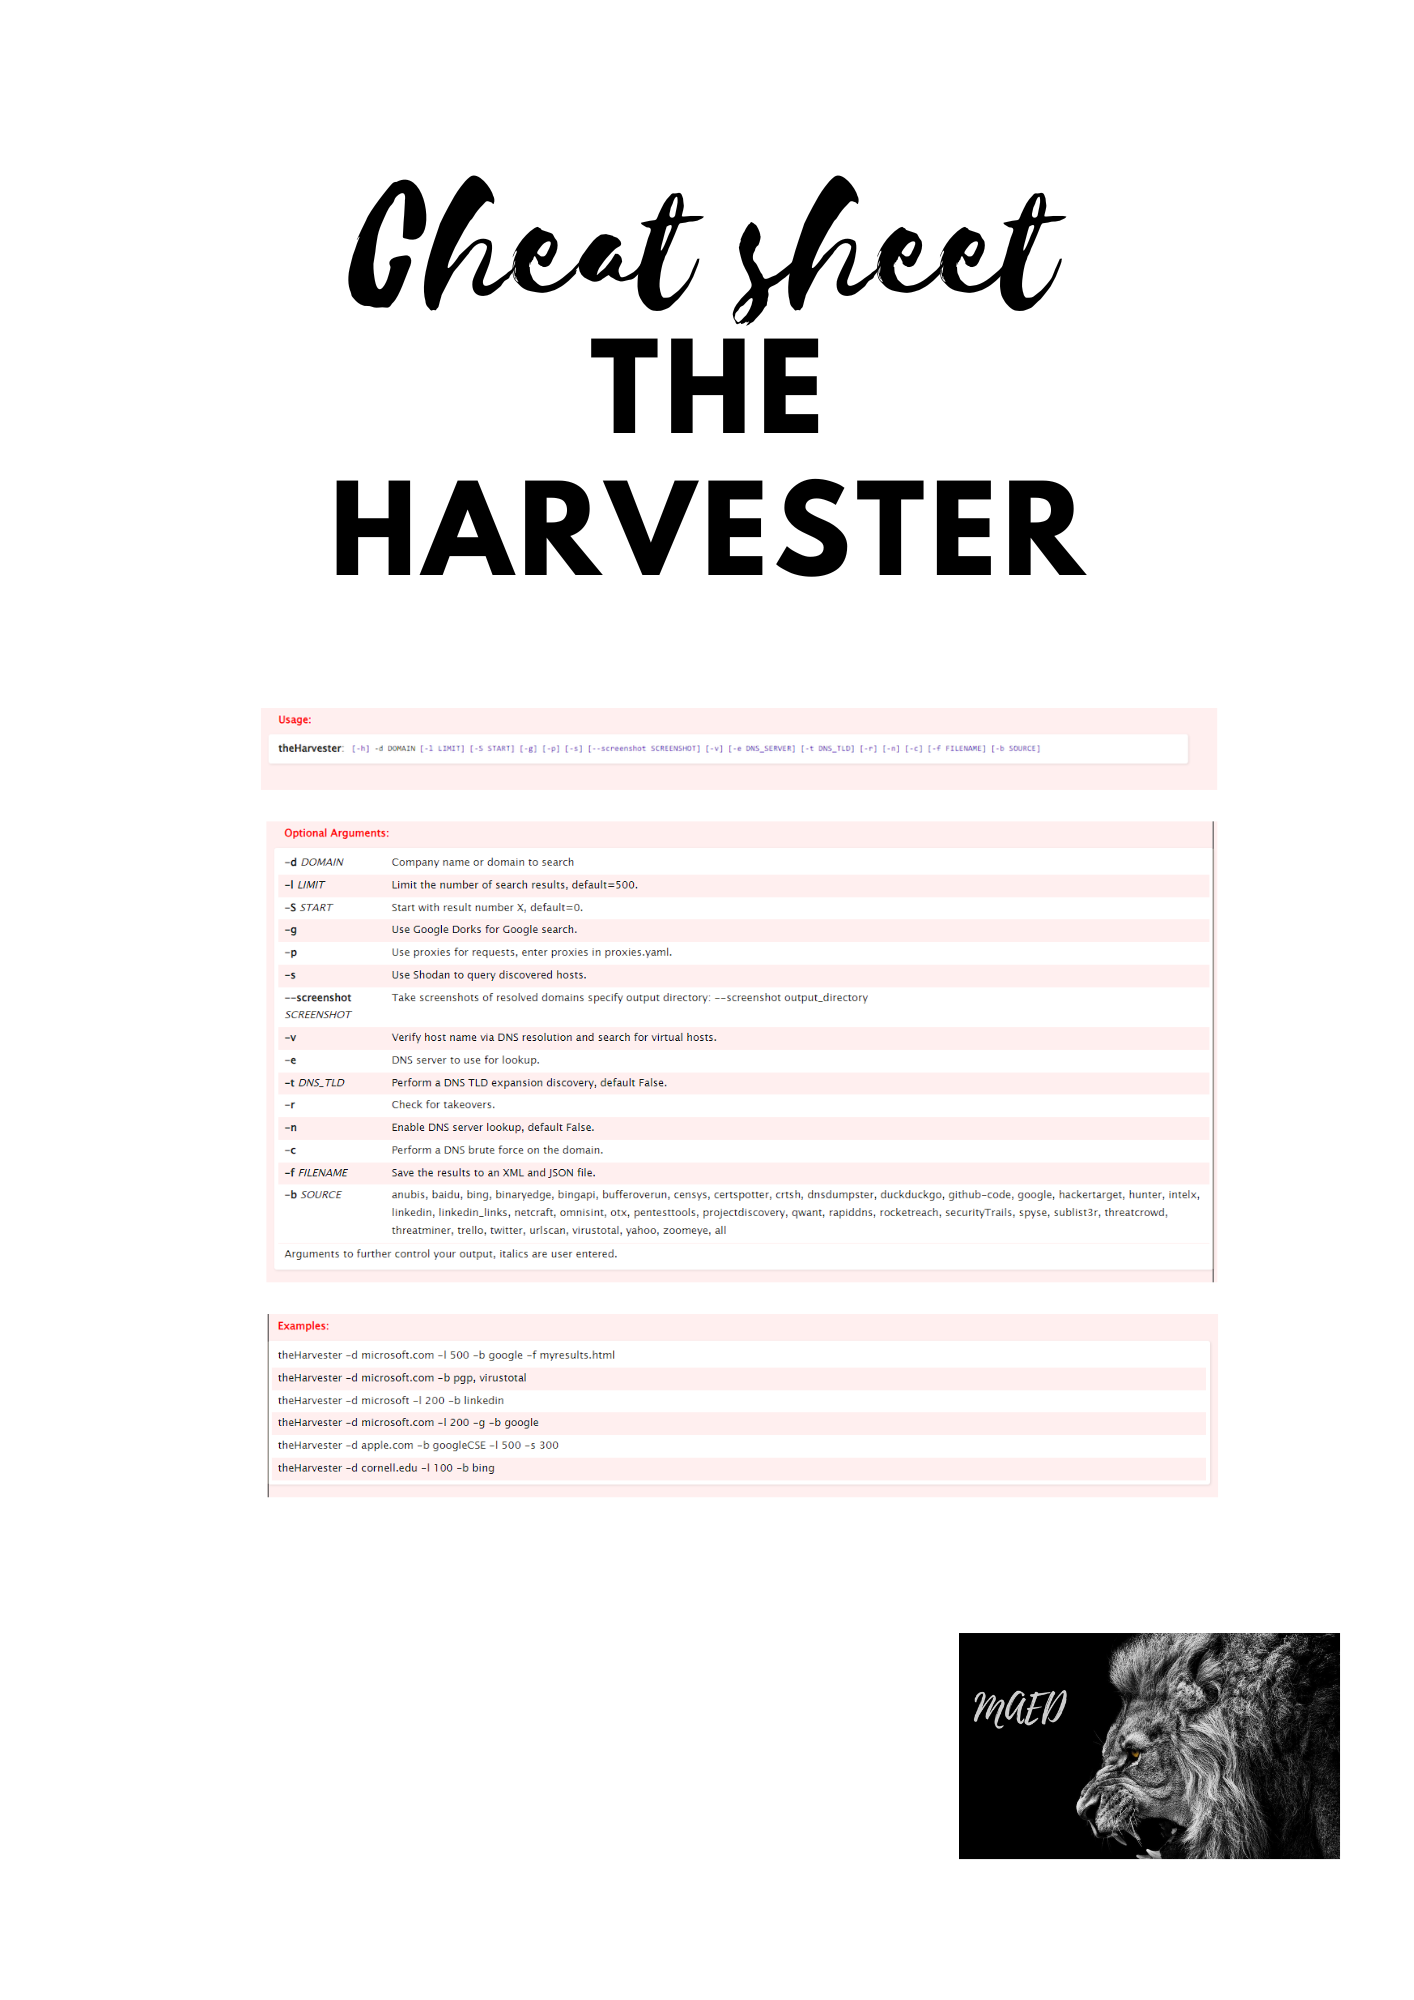 Cheat sheet
THE
HARVESTER
Usage:
theHarvester: [-h] -d DOMAIN [-l LIMIT] [-S START] [-g] [-p] [-s] [--screenshot SCREENSHOT] [-v] [-e DNS_SERVER] [-t DNS_TLD] [-r] [-n] [-c] [-f FILENAME] [-b SOURCE]
Optional Arguments:
-d DOMAIN Company name or domain to search
-l LIMIT Limit the number of search results, default=500.
-S START Start with result number X, default=0.
-g Use Google Dorks for Google search.
-p Use proxies for requests, enter proxies in proxies.yaml.
-s Use Shodan to query discovered hosts.
--screenshot Take screenshots of resolved domains specify output directory: --screenshot output_directory
SCREENSHOT
-v Verify host name via DNS resolution and search for virtual hosts.
-e DNS server to use for lookup.
-t DNS_TLD Perform a DNS TLD expansion discovery, default False.
-r Check for takeovers.
-n Enable DNS server lookup, default False.
-c Perform a DNS brute force on the domain.
-f FILENAME Save the results to an XML and JSON file.
-b SOURCE anubis, baidu, bing, binaryedge, bingapi, bufferoverun, censys, certspotter, crtsh, dnsdumpster, duckduckgo, github-code, google, hackertarget, hunter, intelx,
linkedin, linkedin_links, netcraft, omnisint, otx, pentesttools, projectdiscovery, qwant, rapiddns, rocketreach, securityTrails, spyse, sublist3r, threatcrowd,
threatminer, trello, twitter, urlscan, virustotal, yahoo, zoomeye, all
Arguments to further control your output, italics are user entered.
Examples:
theHarvester -d microsoft.com -l 500 -b google -f myresults.html
theHarvester -d microsoft.com -b pgp, virustotal
theHarvester -d microsoft -l 200 -b linkedin
theHarvester -d microsoft.com -l 200 -g -b google
theHarvester -d apple.com -b googleCSE -l 500 -s 300
theHarvester -d cornell.edu -l 100 -b bing
MAED